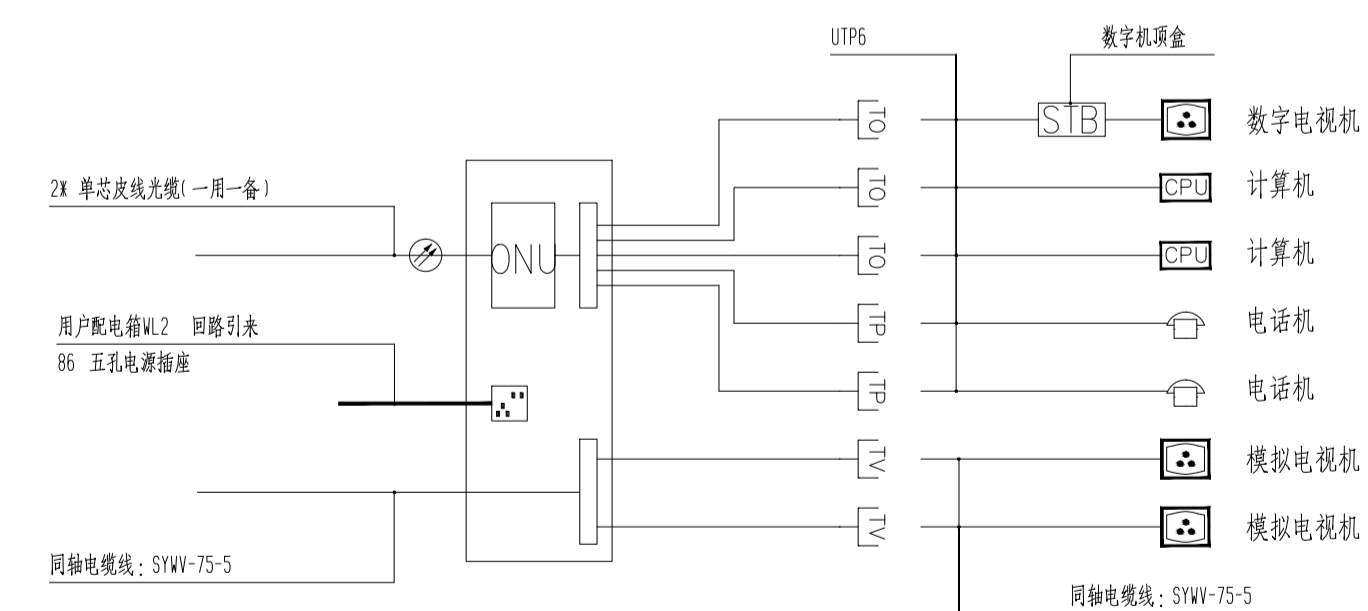 UTP6
数字机顶盒
TO
STB
数字电视机
2* 单芯皮线光缆(一用一备)
TO
CPU
计算机
ONU
TO
CPU
计算机
用户配电箱WL2 回路引来
86 五孔电源插座
TP
电话机
TP
电话机
TV
模拟电视机
TV
模拟电视机
同轴电缆线: SYWV-75-5
同轴电缆线: SYWV-75-5